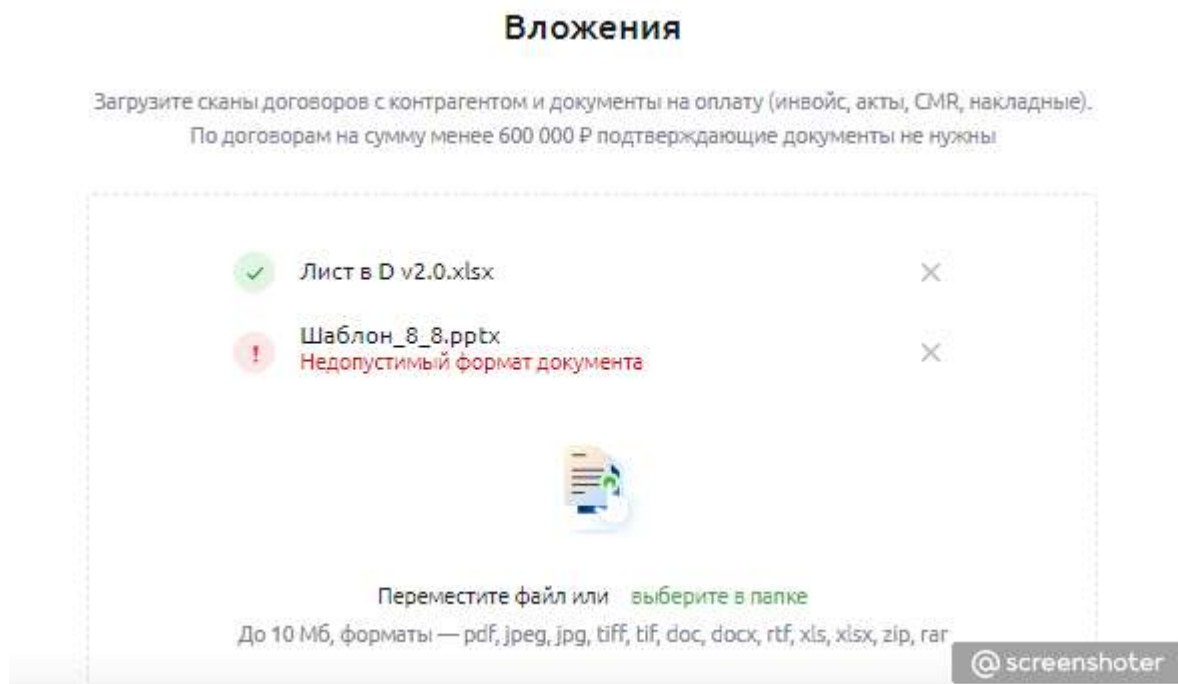 Вложения
Загрузите сканы договоров с контрагентом и документы на оплату (инвойс, акты, CMR, накладные).
По договорам на сумму менее 600 000 ₽ подтверждающие документы не нужны
Лист в D v2.0.xlsx
Шаблон_8_8.pptx
Недопустимый формат документа
Переместите файл или выберите в папке
До 10 Мб, форматы — pdf, jpeg, jpg, tiff, tif, doc, docx, rtf, xls, xlsx, zip, rar
@screenshoter